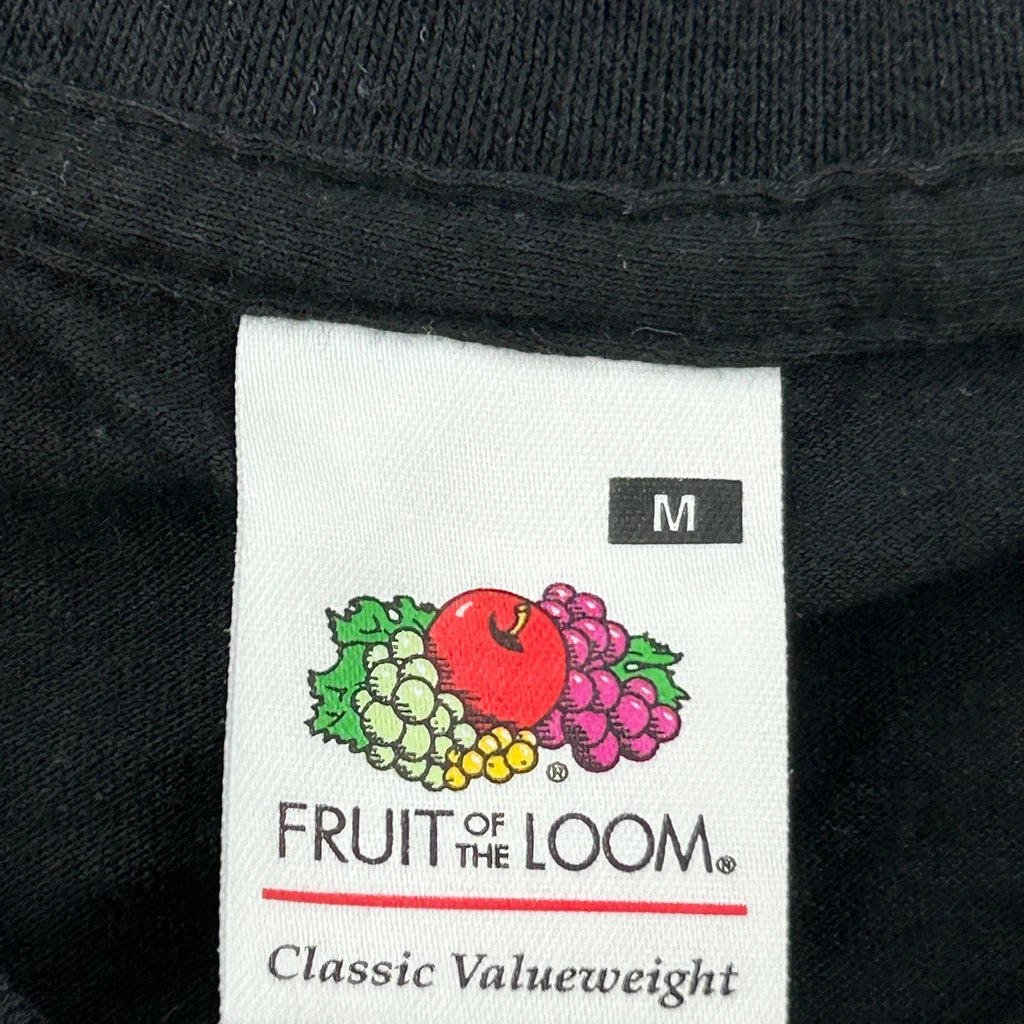 M
FRUIT OF THE LOOM®
Classic Valueweight